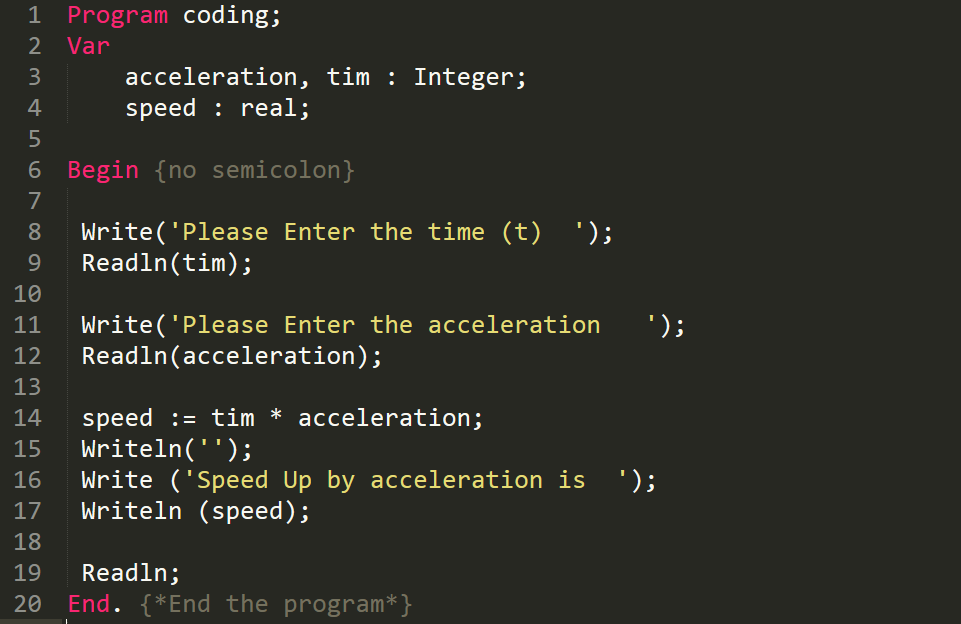 1 Program coding;
2 Var
3     acceleration, tim : Integer;
4     speed : real;
5
6 Begin {no semicolon}
7
8  Write('Please Enter the time (t)  ');
9  Readln(tim);
10
11  Write('Please Enter the acceleration   ');
12  Readln(acceleration);
13
14  speed := tim * acceleration;
15  Writeln('');
16  Write ('Speed Up by acceleration is  ');
17  Writeln (speed);
18
19  Readln;
20 End. {*End the program*}